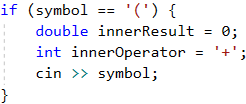 if (symbol == '(') {
    double innerResult = 0;
    int innerOperator = '+';
    cin >> symbol;
}